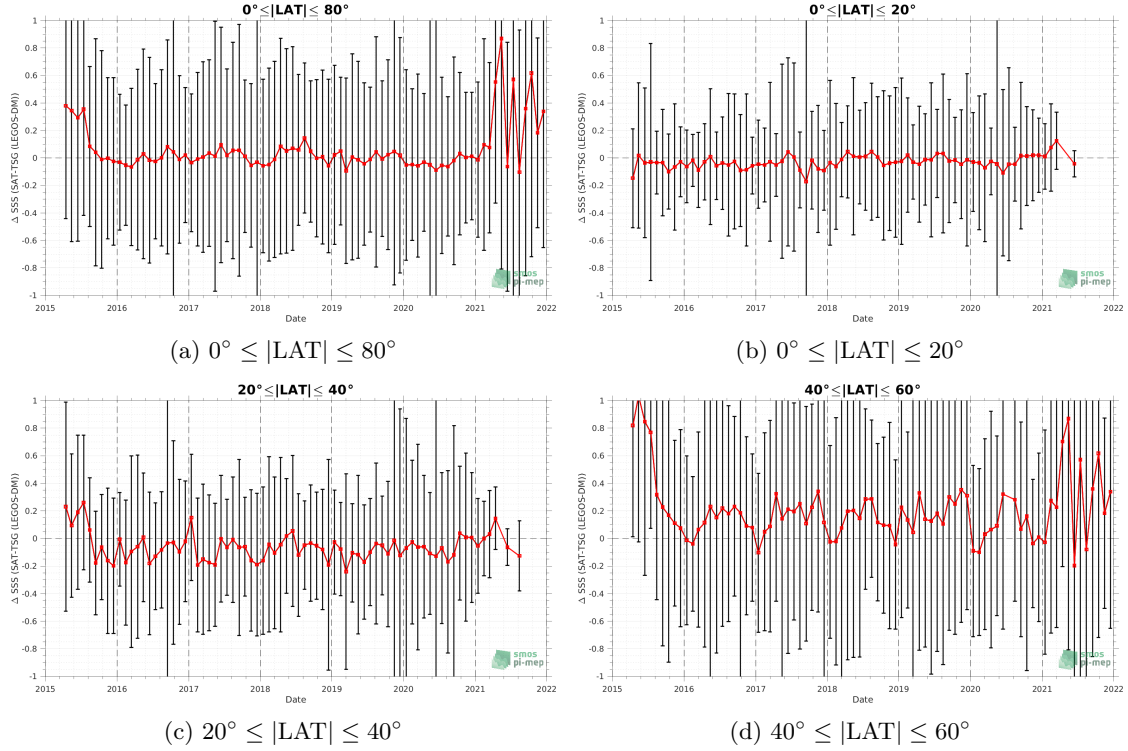 0°≤|LAT|≤ 80°
Δ SSS (SAT-TSG (LEGOS-DM))
1
0.8
0.6
0.4
0.2
0
-0.2
-0.4
-0.6
-0.8
-1
2015 2016 2017 2018 2019 2020 2021 2022
Date
smos
pi-mep
(a) 0° ≤ |LAT| ≤ 80°
0°≤|LAT|≤ 20°
Δ SSS (SAT-TSG (LEGOS-DM))
1
0.8
0.6
0.4
0.2
0
-0.2
-0.4
-0.6
-0.8
-1
2015 2016 2017 2018 2019 2020 2021 2022
Date
smos
pi-mep
(b) 0° ≤ |LAT| ≤ 20°
20°≤|LAT|≤ 40°
Δ SSS (SAT-TSG (LEGOS-DM))
1
0.8
0.6
0.4
0.2
0
-0.2
-0.4
-0.6
-0.8
-1
2015 2016 2017 2018 2019 2020 2021 2022
Date
smos
pi-mep
(c) 20° ≤ |LAT| ≤ 40°
40°≤|LAT|≤ 60°
Δ SSS (SAT-TSG (LEGOS-DM))
1
0.8
0.6
0.4
0.2
0
-0.2
-0.4
-0.6
-0.8
-1
2015 2016 2017 2018 2019 2020 2021 2022
Date
smos
pi-mep
(d) 40° ≤ |LAT| ≤ 60°